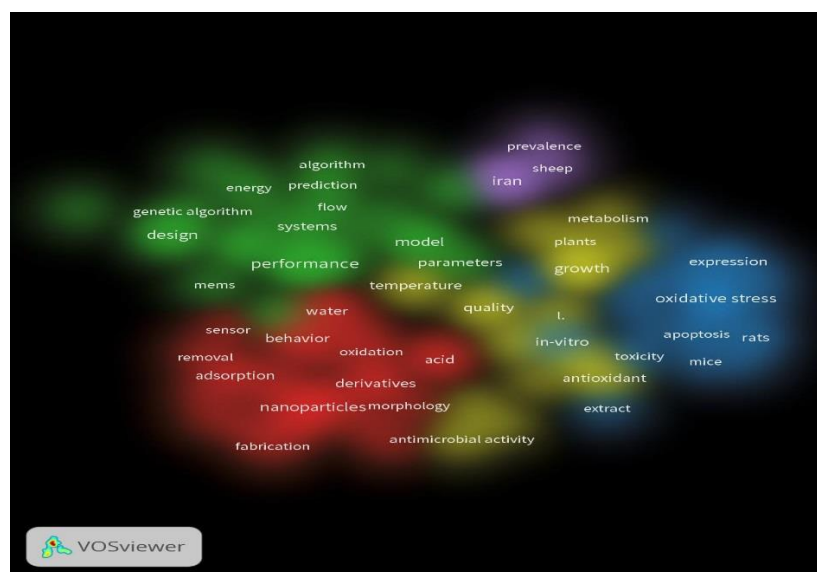 prevalence
algorithm
sheep
iran
energy
prediction
genetic algorithm
flow
metabolism
systems
design
model
plants
performance
parameters
growth
expression
mems
temperature
oxidative stress
water
quality
l.
sensor
behavior
in-vitro
apoptosis
rats
removal
oxidation
acid
toxicity
mice
adsorption
derivatives
antioxidant
nanoparticles
morphology
extract
fabrication
antimicrobial activity
VOSviewer